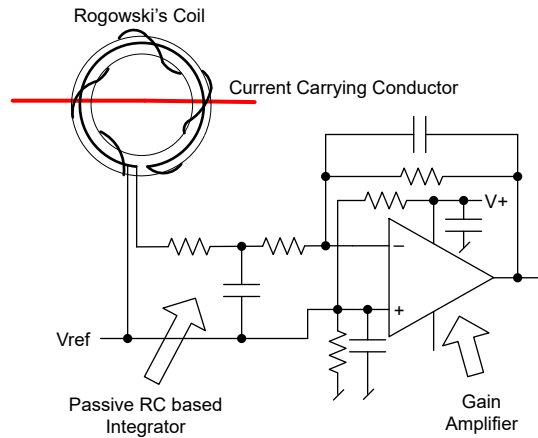 Rogowski's Coil
Current Carrying Conductor
V+
−
+
Vref
Passive RC based
Integrator
Gain
Amplifier